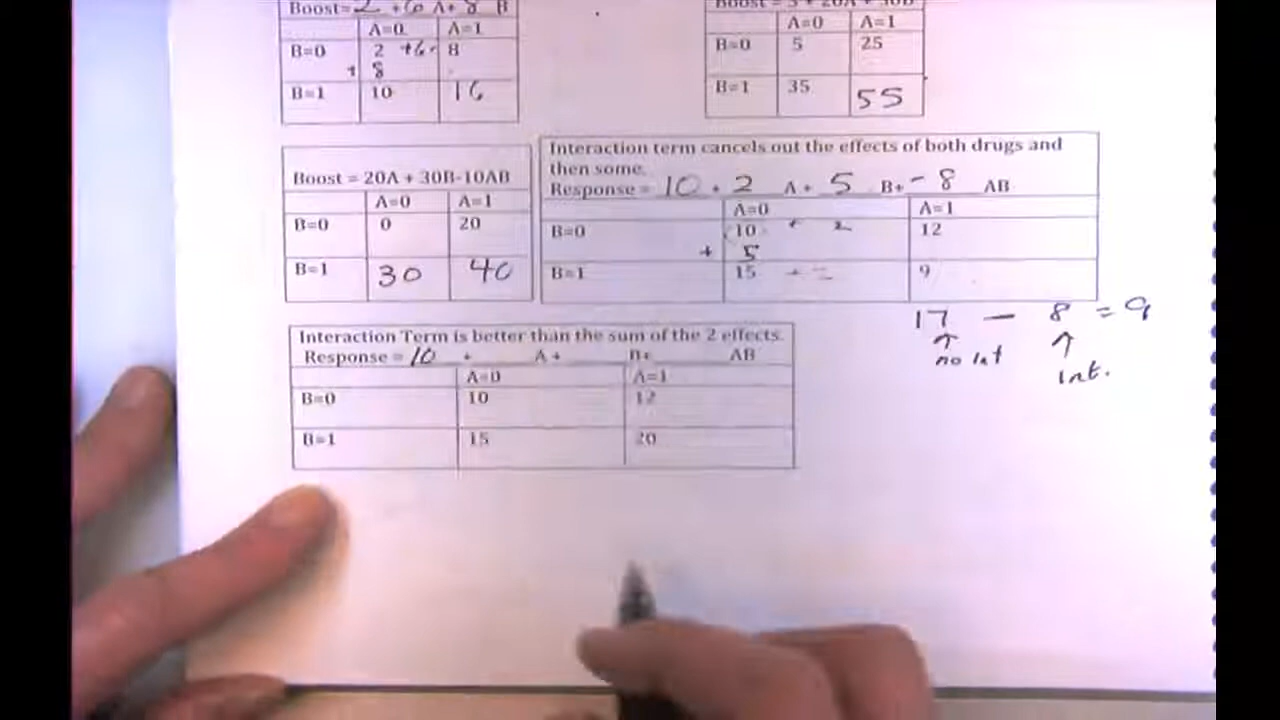 Boost= 2 +6 A+ 8 B
A=0 A=1
B=0 2 +6 8
+ 8
B=1 10 16
A=0 A=1
B=0 5 25
B=1 35 55
Boost = 20A + 30B-10AB
A=0 A=1
B=0 0 20
B=1 30 40
Interaction term cancels out the effects of both drugs and
then some.
Response = 10 + 2 A + 5 B+ -8 AB
A=0 A=1
B=0 10 + 2 12
+ 5
B=1 15 9
17 - 8 = 9
↑ ↑
no int int.
Interaction Term is better than the sum of the 2 effects.
Response = 10 + A + B+ AB
A=0 A=1
B=0 10 12
B=1 15 20